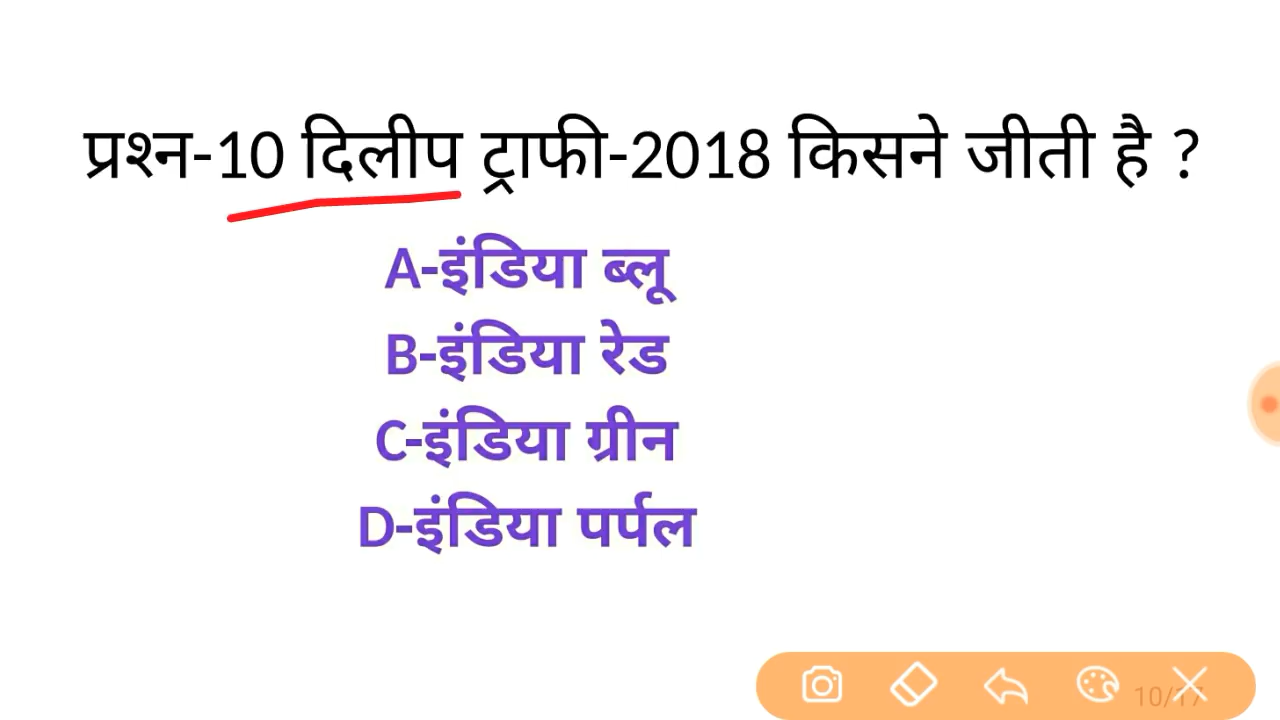 प्रश्न-10 दिलीप ट्राफी-2018 किसने जीती है ?
A-इंडिया ब्लू
B-इंडिया रेड
C-इंडिया ग्रीन
D-इंडिया पर्पल
10/17